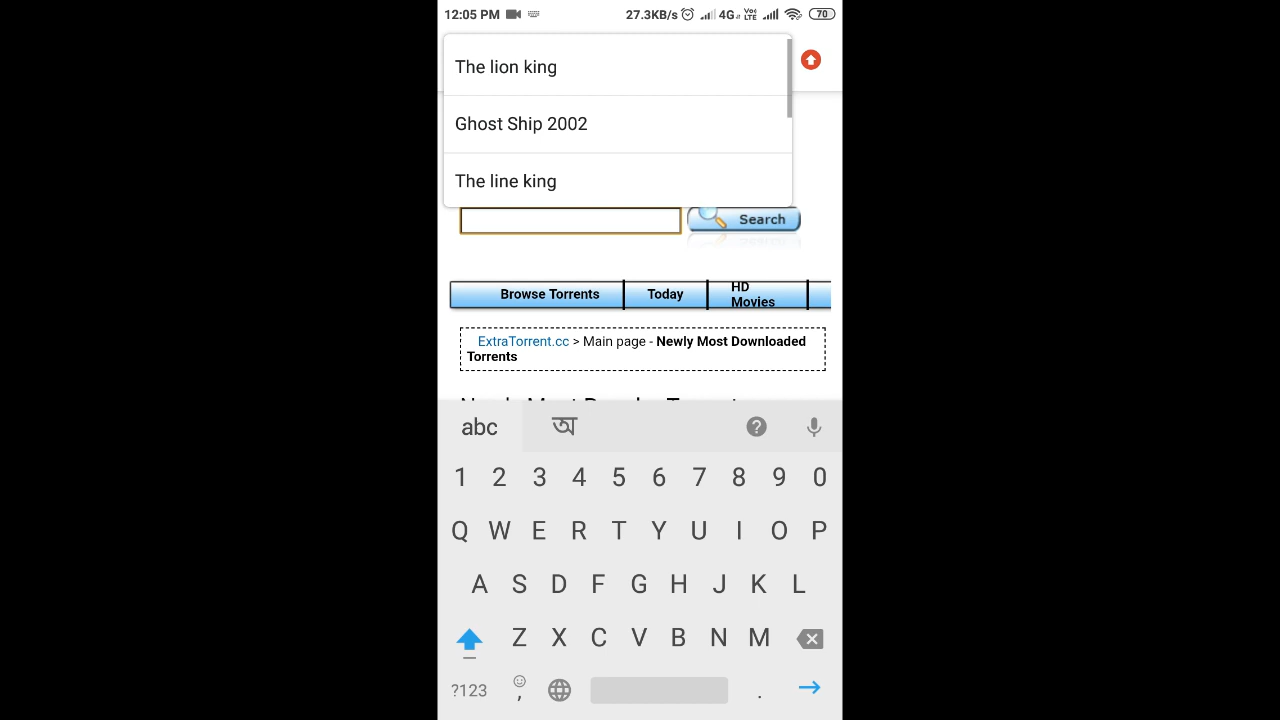 12:05 PM 27.3KB/s 4G Vo) LTE 70
The lion king
Ghost Ship 2002
The line king
Search
Browse Torrents Today HD Movies
ExtraTorrent.cc > Main page - Newly Most Downloaded
Torrents
abc অ
1 2 3 4 5 6 7 8 9 0
Q W E R T Y U I O P
A S D F G H J K L
Z X C V B N M
?123 , .